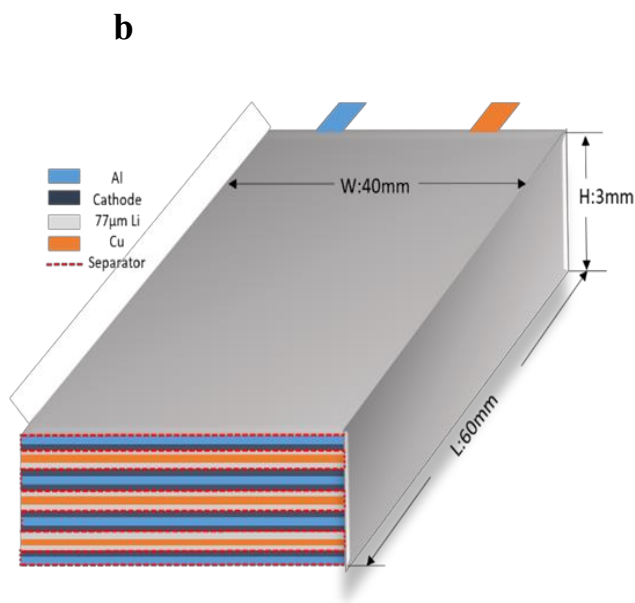 b
Al
Cathode
77μm Li
Cu
Separator
W:40mm
H:3mm
L:60mm